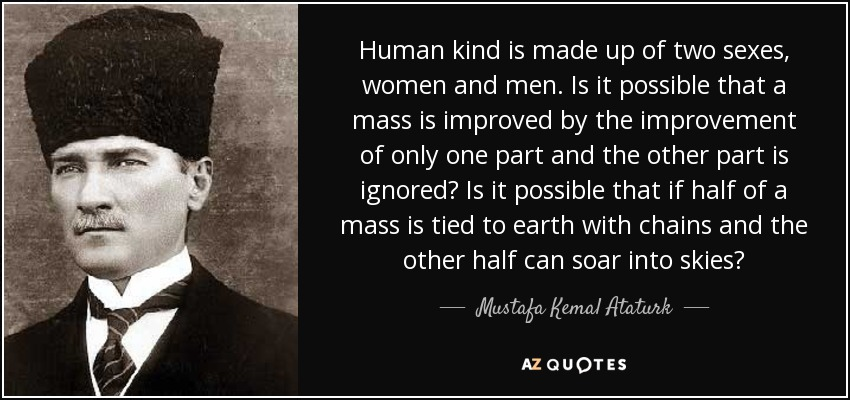 Human kind is made up of two sexes,
women and men. Is it possible that a
mass is improved by the improvement
of only one part and the other part is
ignored? Is it possible that if half of a
mass is tied to earth with chains and the
other half can soar into skies?
Mustafa Kemal Ataturk
AZ QUOTES